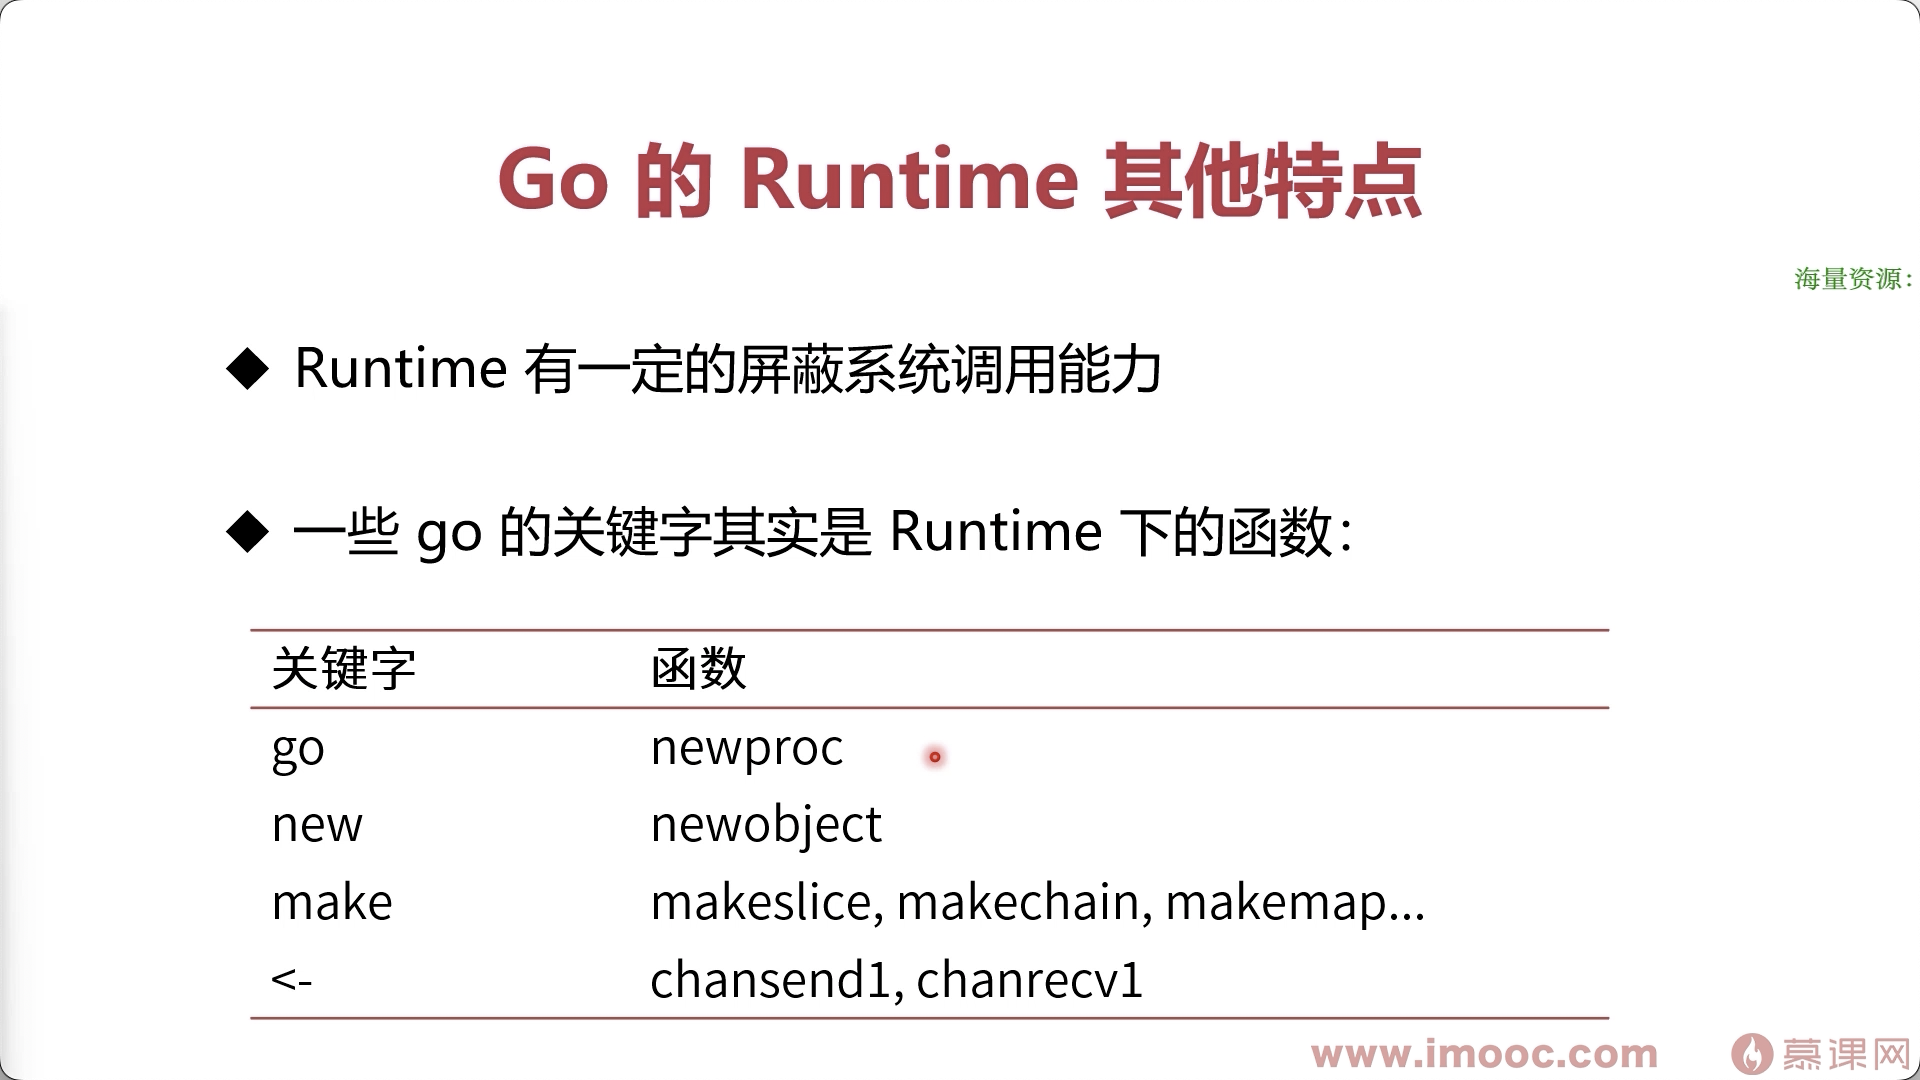 Go 的 Runtime 其他特点
海量资源：
◆ Runtime 有一定的屏蔽系统调用能力
◆ 一些 go 的关键字其实是 Runtime 下的函数：
关键字 函数
go newproc
new newobject
make makeslice, makechain, makemap...
<- chansend1, chanrecv1
www.imooc.com 慕课网